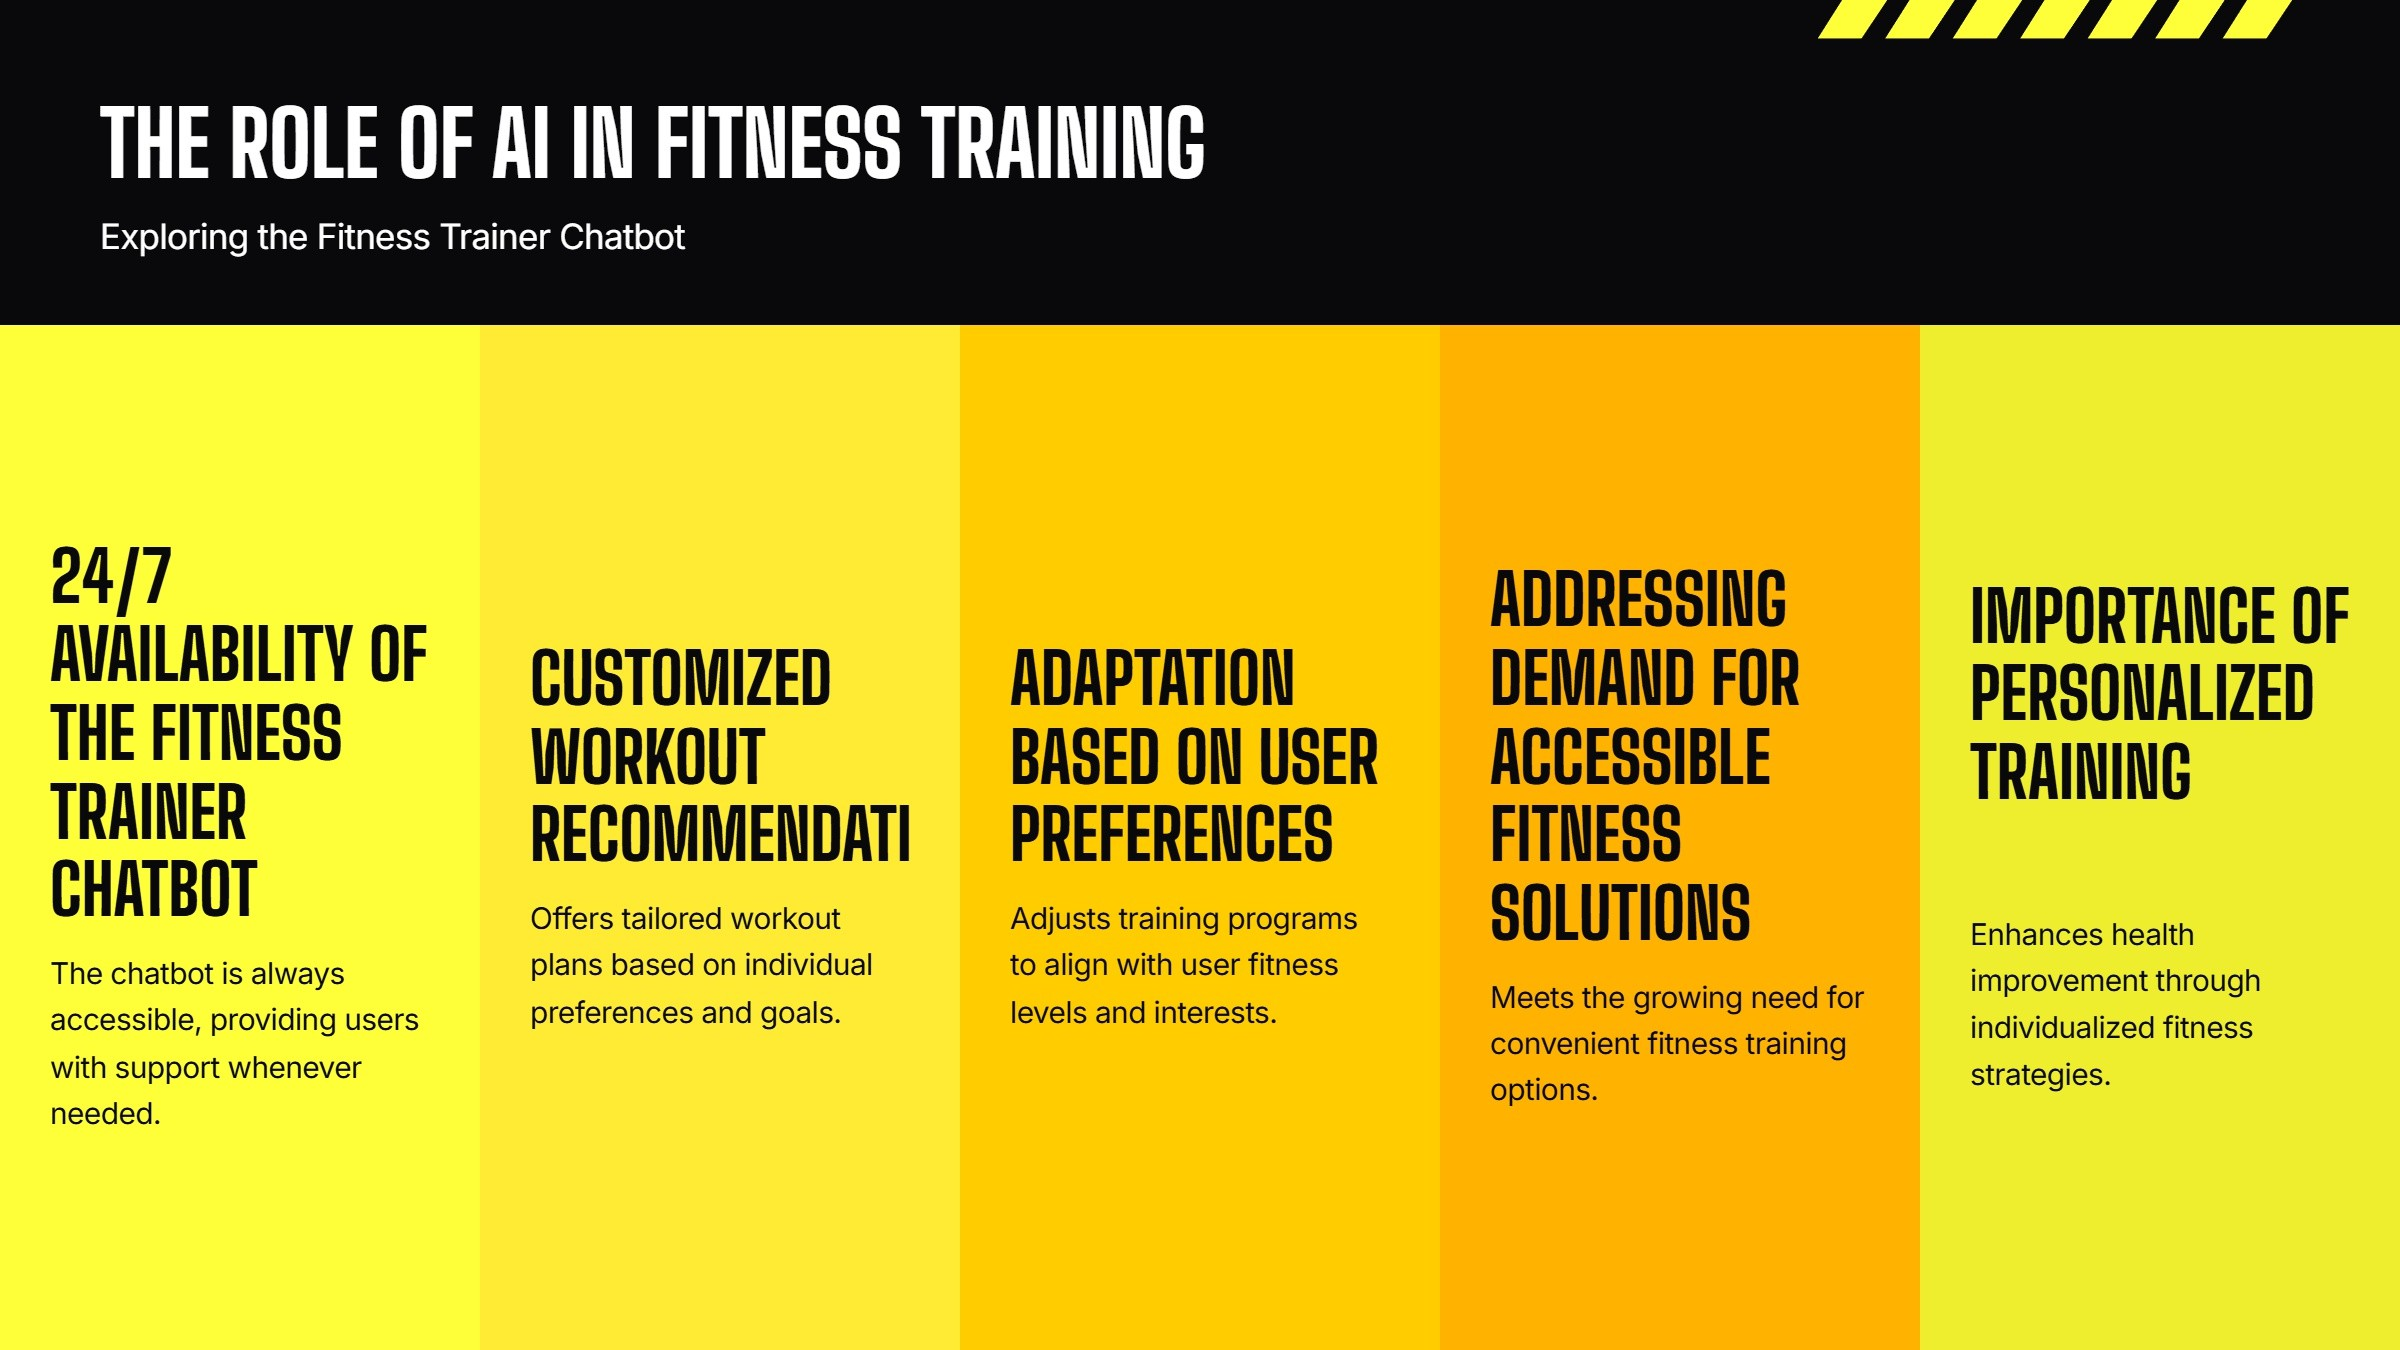 THE ROLE OF AI IN FITNESS TRAINING
Exploring the Fitness Trainer Chatbot
24/7
AVAILABILITY OF
THE FITNESS
TRAINER
CHATBOT
The chatbot is always
accessible, providing users
with support whenever
needed.
CUSTOMIZED
WORKOUT
RECOMMENDATI
Offers tailored workout
plans based on individual
preferences and goals.
ADAPTATION
BASED ON USER
PREFERENCES
Adjusts training programs
to align with user fitness
levels and interests.
ADDRESSING
DEMAND FOR
ACCESSIBLE
FITNESS
SOLUTIONS
Meets the growing need for
convenient fitness training
options.
IMPORTANCE OF
PERSONALIZED
TRAINING
Enhances health
improvement through
individualized fitness
strategies.